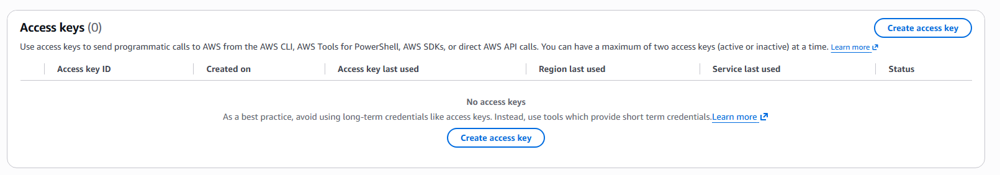 Access keys (0)
Create access key
Use access keys to send programmatic calls to AWS from the AWS CLI, AWS Tools for PowerShell, AWS SDKs, or direct AWS API calls. You can have a maximum of two access keys (active or inactive) at a time. Learn more
Access key ID
Created on
Access key last used
Region last used
Service last used
Status
No access keys
As a best practice, avoid using long-term credentials like access keys. Instead, use tools which provide short term credentials.Learn more
Create access key